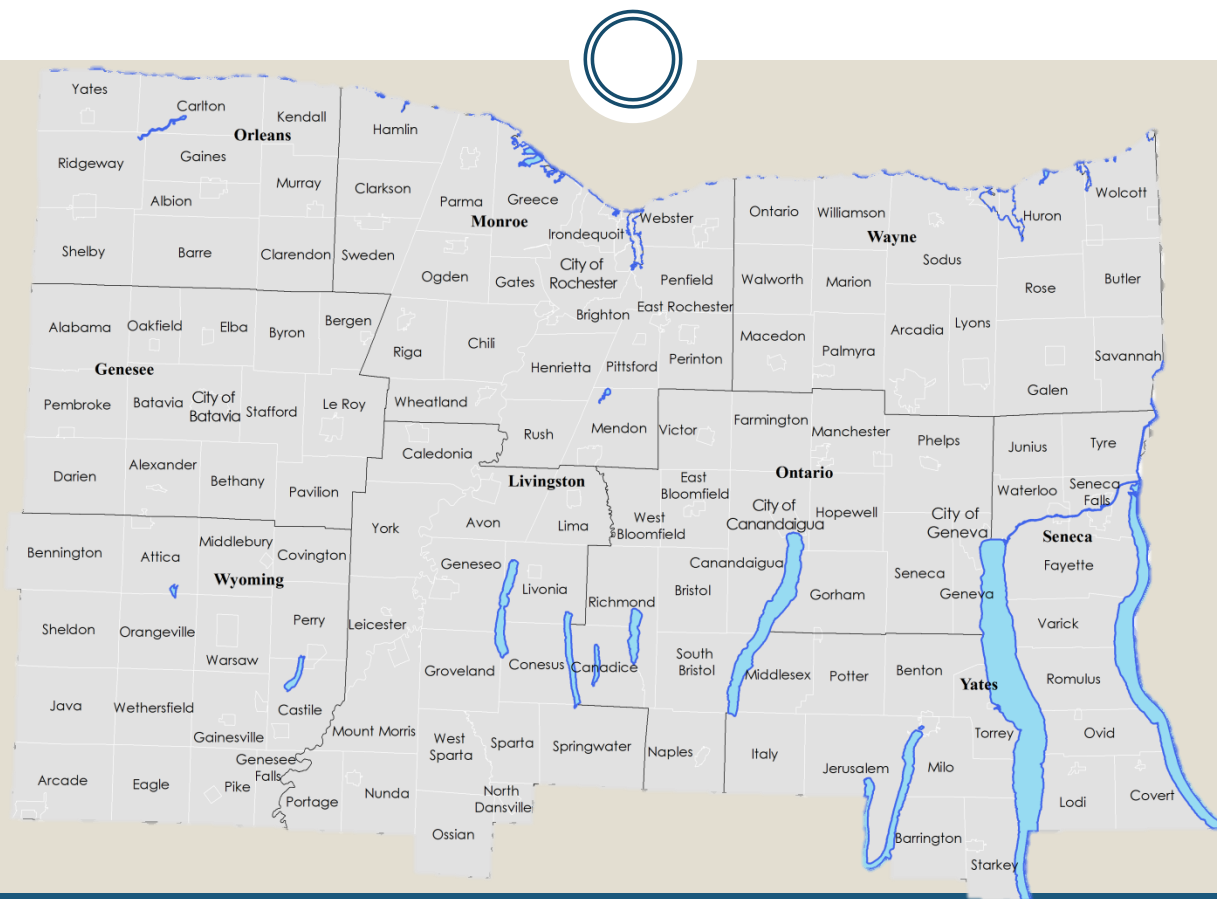 Yates
Carlton
Kendall
Orleans
Hamlin
Ridgeway
Gaines
Murray
Clarkson
Albion
Parma
Greece
Monroe
Webster
Irondequoit
Ontario
Williamson
Wayne
Huron
Wolcott
Shelby
Barre
Clarendon
Sweden
Ogden
Gates
City of
Rochester
Penfield
Walworth
Marion
Sodus
Rose
Butler
East Rochester
Alabama
Oakfield
Elba
Byron
Bergen
Brighton
Macedon
Arcadia
Lyons
Riga
Chili
Henrietta
Pittsford
Perinton
Palmyra
Savannah
Genesee
Galen
Pembroke
Batavia
City of
Batavia
Stafford
Le Roy
Wheatland
Rush
Mendon
Victor
Farmington
Manchester
Phelps
Junius
Tyre
Caledonia
Darien
Alexander
Bethany
Pavilion
Livingston
East
Bloomfield
Ontario
Waterloo
Seneca
Falls
York
Avon
Lima
West
Bloomfield
City of
Canandaigua
Hopewell
City of
Geneva
Seneca
Bennington
Attica
Middlebury
Covington
Wyoming
Geneseo
Livonia
Richmond
Canandaigua
Bristol
Gorham
Seneca
Geneva
Fayette
Sheldon
Orangeville
Perry
Leicester
Varick
Warsaw
Groveland
Conesus
Canadice
South
Bristol
Middlesex
Potter
Benton
Yates
Romulus
Java
Wethersfield
Castile
Gainesville
Mount Morris
West
Sparta
Sparta
Springwater
Naples
Italy
Torrey
Ovid
Genesee
Falls
Jerusalem
Milo
Arcade
Eagle
Pike
Portage
Nunda
North
Dansville
Lodi
Covert
Ossian
Barrington
Starkey